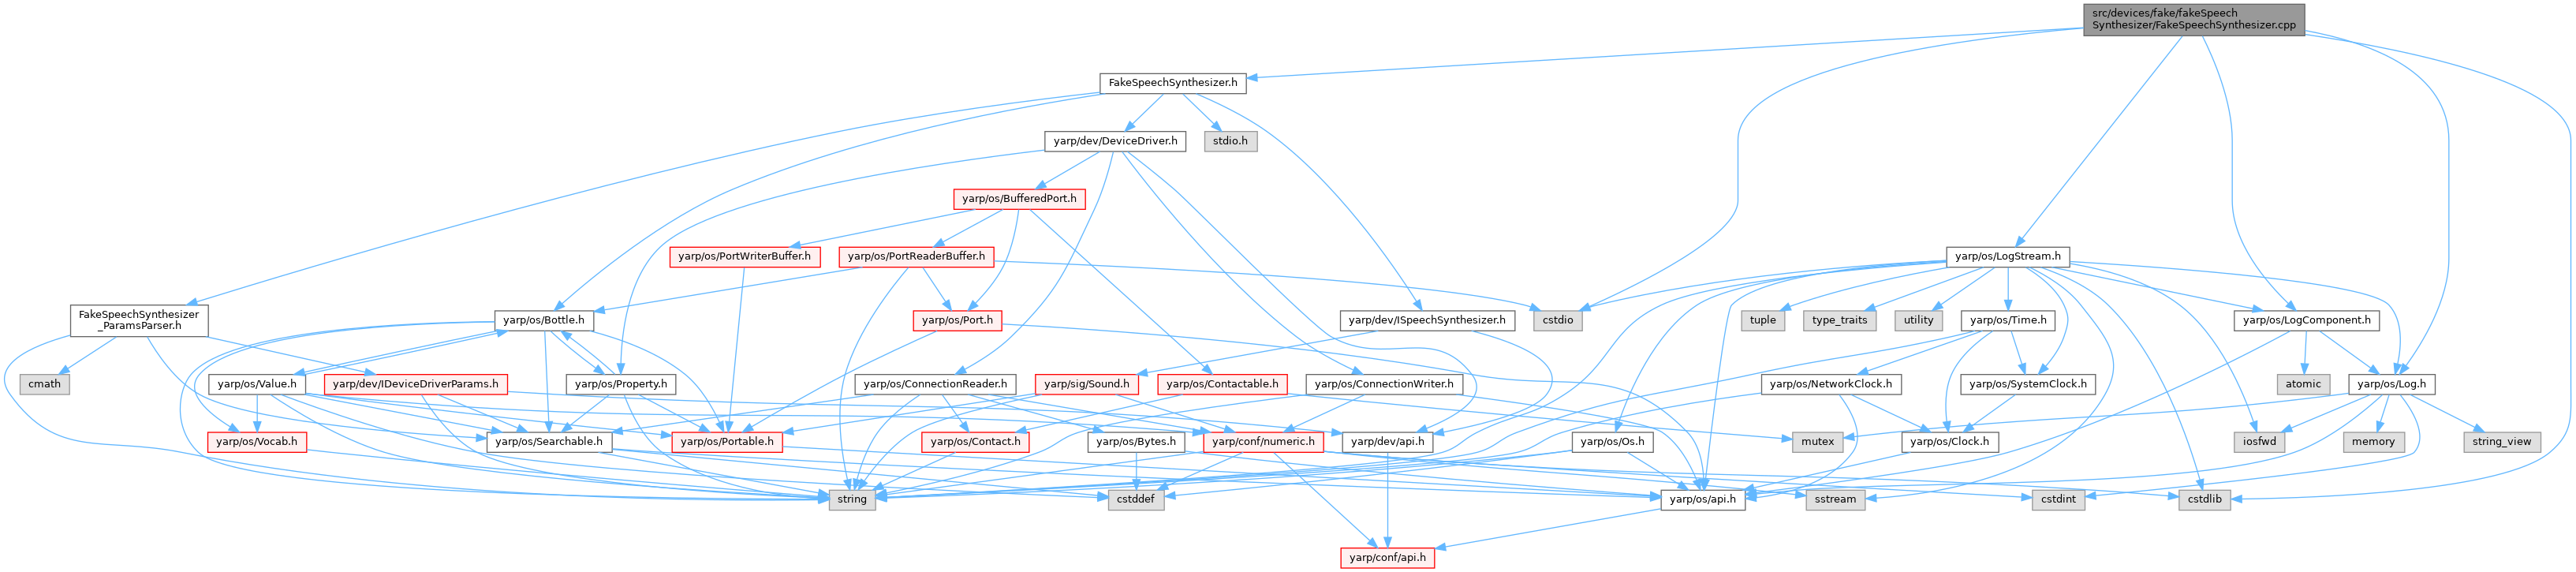 src/devices/fake/fakeSpeech
Synthesizer/FakeSpeechSynthesizer.cpp
FakeSpeechSynthesizer.h
yarp/dev/DeviceDriver.h
stdio.h
yarp/os/BufferedPort.h
yarp/os/PortWriterBuffer.h
yarp/os/PortReaderBuffer.h
yarp/os/LogStream.h
FakeSpeechSynthesizer
_ParamsParser.h
yarp/os/Bottle.h
yarp/os/Port.h
cstdio
yarp/dev/ISpeechSynthesizer.h
tuple
type_traits
utility
yarp/os/Time.h
yarp/os/LogComponent.h
cmath
yarp/os/Value.h
yarp/dev/IDeviceDriverParams.h
yarp/os/Property.h
yarp/os/ConnectionReader.h
yarp/sig/Sound.h
yarp/os/Contactable.h
yarp/os/ConnectionWriter.h
yarp/os/NetworkClock.h
yarp/os/SystemClock.h
atomic
yarp/os/Log.h
yarp/os/Vocab.h
yarp/os/Searchable.h
yarp/os/Portable.h
yarp/os/Contact.h
yarp/os/Bytes.h
yarp/conf/numeric.h
yarp/dev/api.h
yarp/os/Os.h
mutex
yarp/os/Clock.h
iosfwd
memory
string_view
string
cstddef
yarp/os/api.h
sstream
cstdint
cstdlib
yarp/conf/api.h